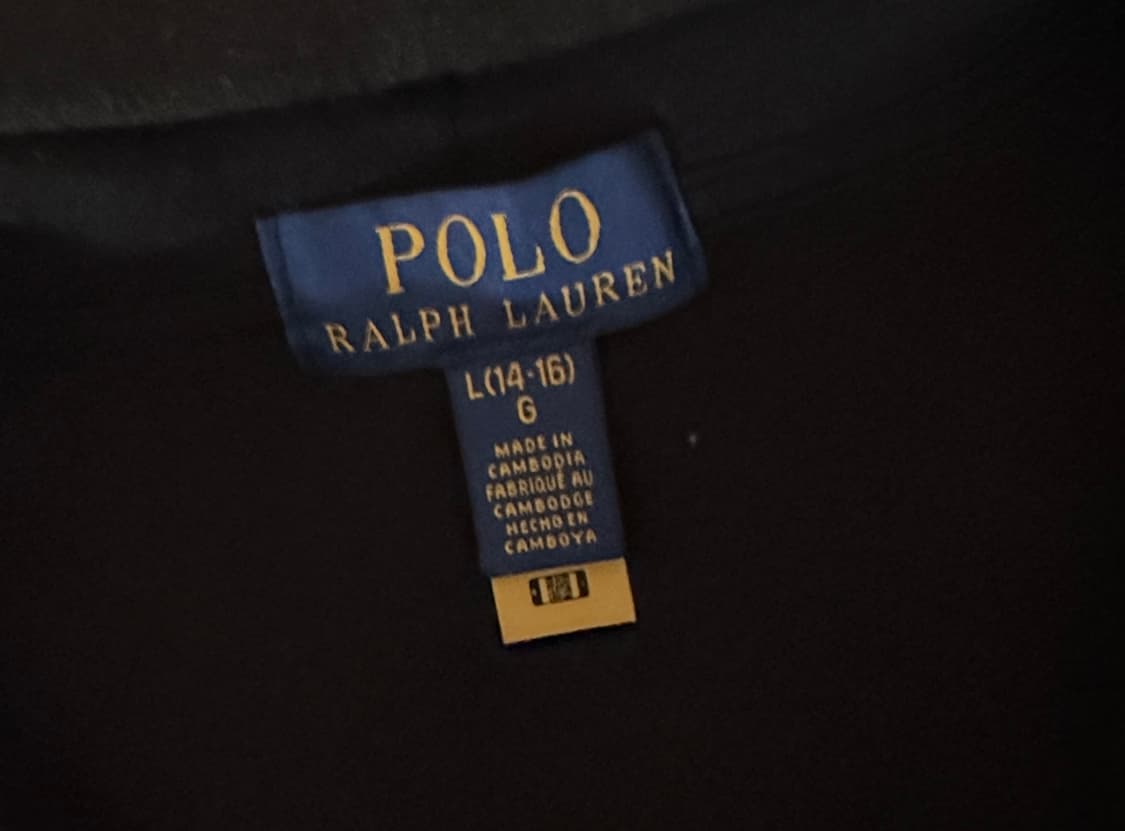 POLO
RALPH LAUREN
L(14-16)
G
MADE IN
CAMBODIA
FABRIQUÉ AU
CAMBODGE
HECHO EN
CAMBOYA